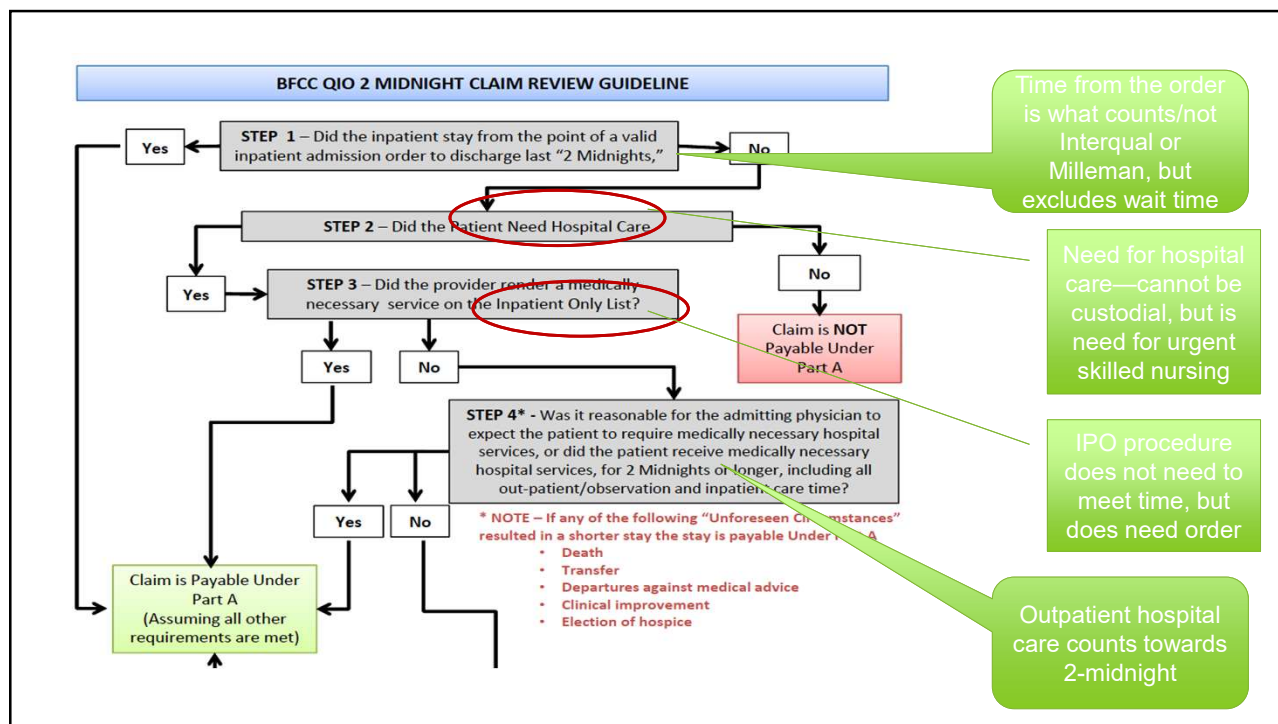 BFCC QIO 2 MIDNIGHT CLAIM REVIEW GUIDELINE
STEP 1 – Did the inpatient stay from the point of a valid
inpatient admission order to discharge last “2 Midnights,”
Yes
No
STEP 2 – Did the Patient Need Hospital Care
Yes
No
STEP 3 – Did the provider render a medically
necessary service on the Inpatient Only List?
Claim is NOT
Payable Under
Part A
Yes
No
STEP 4* - Was it reasonable for the admitting physician to
expect the patient to require medically necessary hospital
services, or did the patient receive medically necessary
hospital services, for 2 Midnights or longer, including all
out-patient/observation and inpatient care time?
Yes
No
* NOTE – If any of the following “Unforeseen Circumstances”
resulted in a shorter stay the stay is payable Under Part A
• Death
• Transfer
• Departures against medical advice
• Clinical improvement
• Election of hospice
Claim is Payable Under
Part A
(Assuming all other
requirements are met)
Time from the order
is what counts/not
Interqual or
Milleman, but
excludes wait time
Need for hospital
care—cannot be
custodial, but is
need for urgent
skilled nursing
IPO procedure
does not need to
meet time, but
does need order
Outpatient hospital
care counts towards
2-midnight